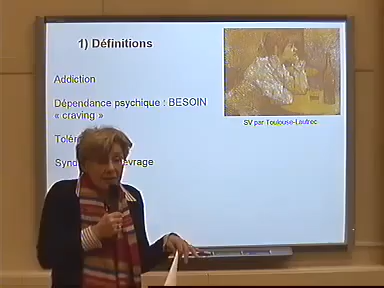 1) Définitions
Addiction
Dépendance psychique : BESOIN
« craving »
SV par Toulouse-Lautrec